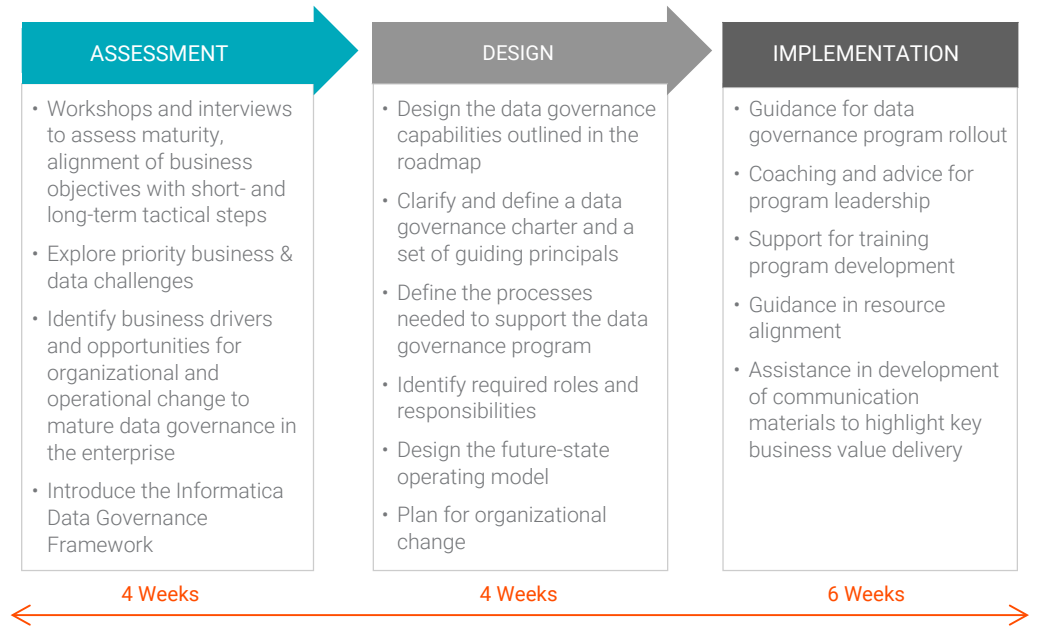 ASSESSMENT
• Workshops and interviews
to assess maturity,
alignment of business
objectives with short- and
long-term tactical steps
• Explore priority business &
data challenges
• Identify business drivers
and opportunities for
organizational and
operational change to
mature data governance in
the enterprise
• Introduce the Informatica
Data Governance
Framework
4 Weeks
DESIGN
• Design the data governance
capabilities outlined in the
roadmap
• Clarify and define a data
governance charter and a
set of guiding principals
• Define the processes
needed to support the data
governance program
• Identify required roles and
responsibilities
• Design the future-state
operating model
• Plan for organizational
change
4 Weeks
IMPLEMENTATION
• Guidance for data
governance program rollout
• Coaching and advice for
program leadership
• Support for training
program development
• Guidance in resource
alignment
• Assistance in development
of communication
materials to highlight key
business value delivery
6 Weeks